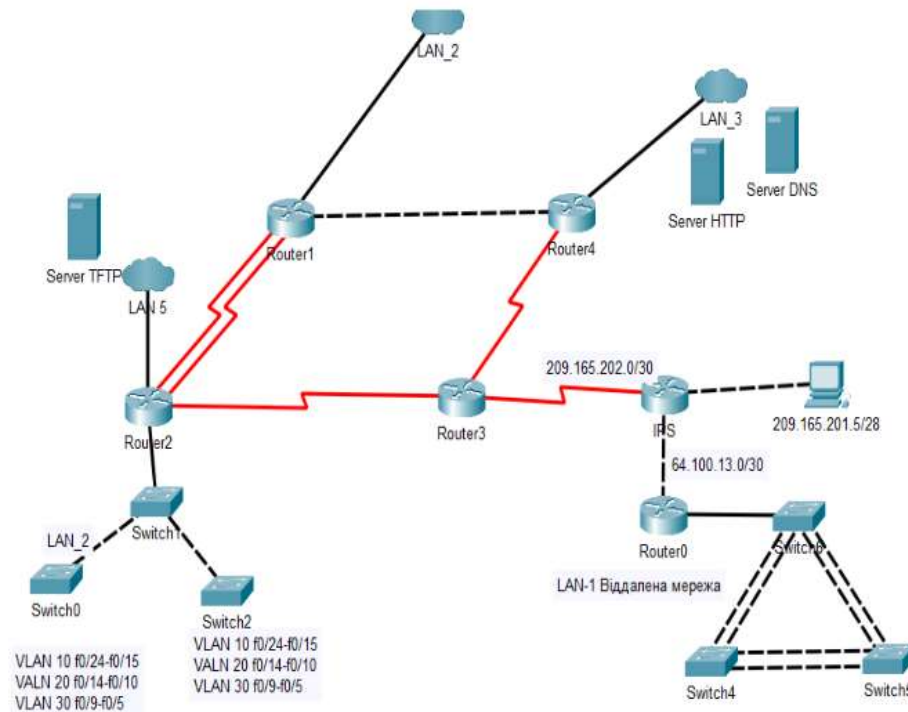 LAN_2
LAN_3
Server DNS
Server HTTP
Router1
Router4
Server TFTP
LAN 5
209.165.202.0/30
Router2
Router3
IPS
209.165.201.5/28
64.100.13.0/30
Switch1
LAN_2
Router0
Switch6
Switch0
Switch2
LAN-1 Віддалена мережа
VLAN 10 f0/24-f0/15
VALN 20 f0/14-f0/10
VLAN 30 f0/9-f0/5
VLAN 10 f0/24-f0/15
VALN 20 f0/14-f0/10
VLAN 30 f0/9-f0/5
Switch4
Switch5